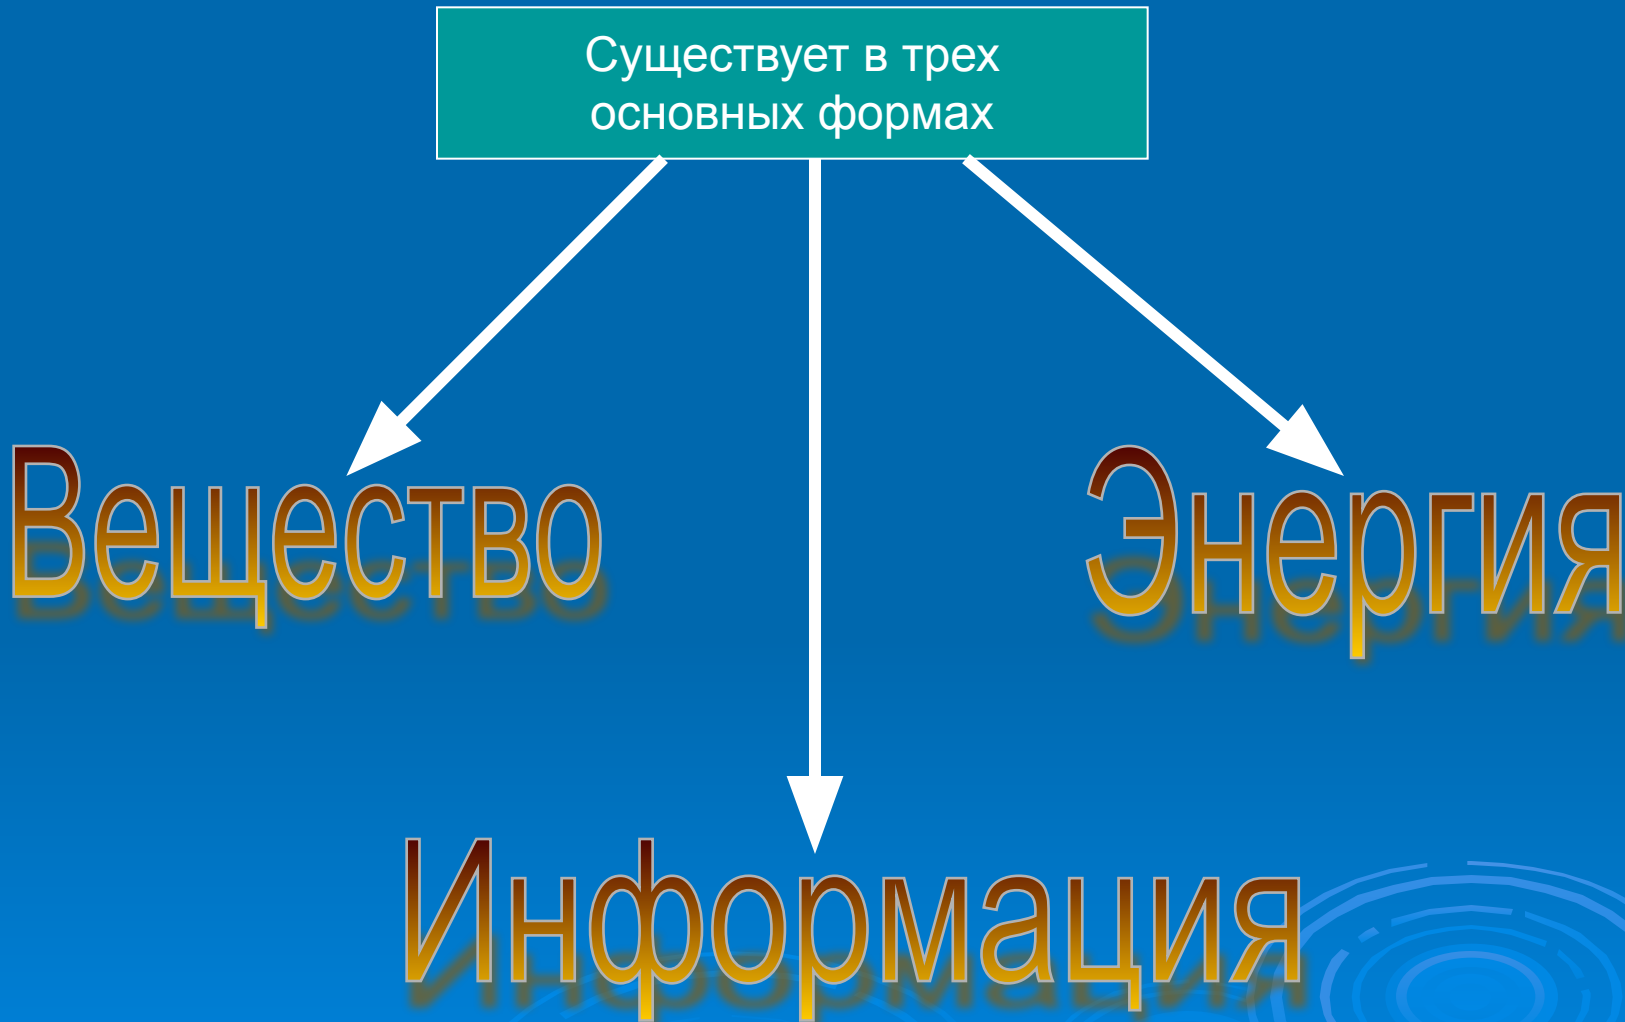 Существует в трех
основных формах
Вещество
Энергия
Информация